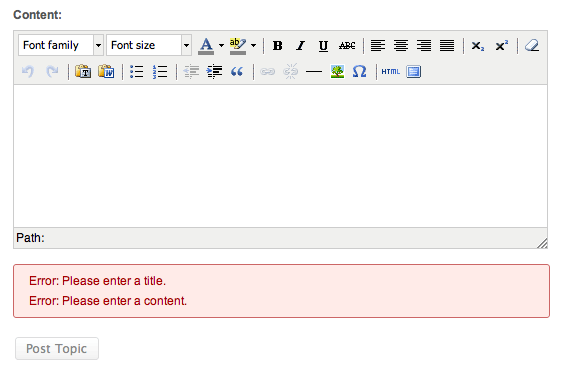 Content:
Font family Font size A ab B I U ABC x₂ x²
T W “ Ω HTML
Path:
Error: Please enter a title.
Error: Please enter a content.
Post Topic